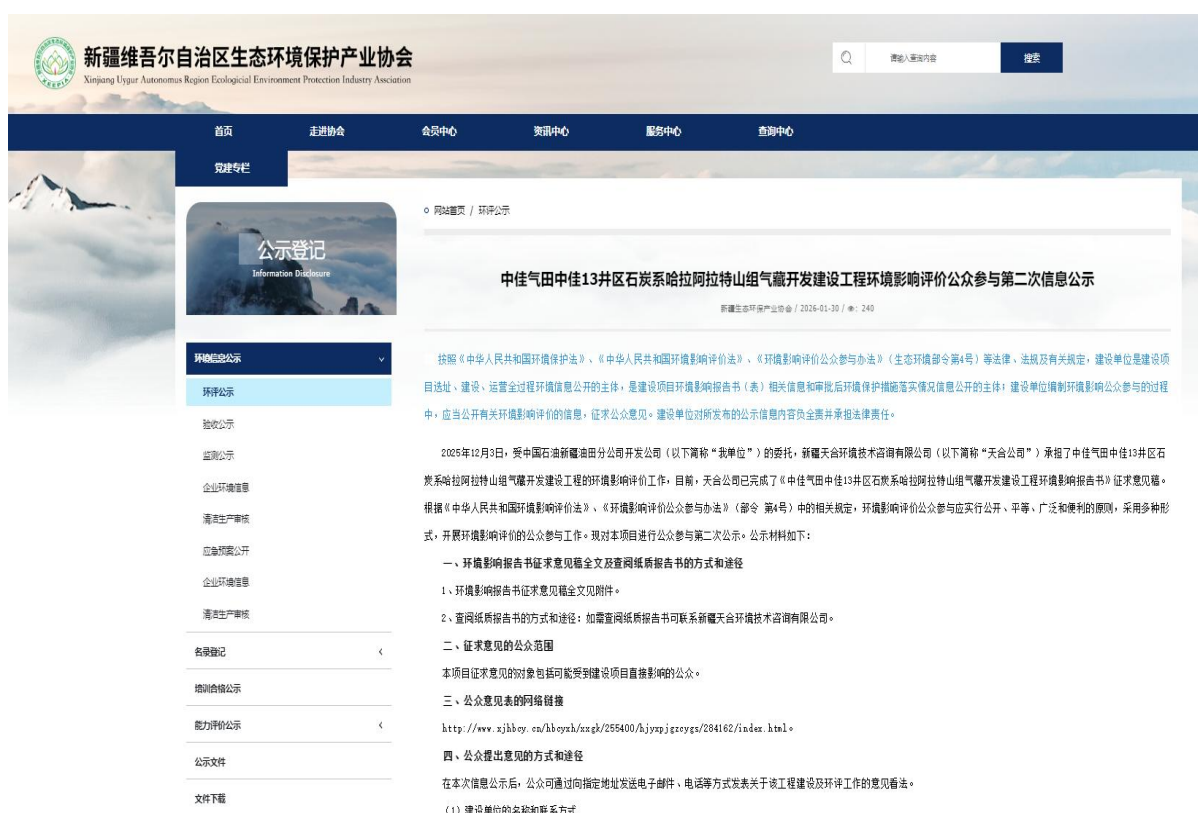 新疆维吾尔自治区生态环境保护产业协会
Xinjiang Uygur Autonomus Region Ecologicial Environment Protection Industry Assciation
请输入查询内容
搜索
首页
走进协会
会员中心
资讯中心
服务中心
查询中心
党建专栏
公示登记
Information Disclosure
环境信息公示
环评公示
验收公示
监测公示
企业环境信息
清洁生产审核
应急预案公开
企业环境信息
清洁生产审核
名录登记
培训合格公示
能力评价公示
公示文件
文件下载
网站首页 / 环评公示
中佳气田中佳13井区石炭系哈拉阿拉特山组气藏开发建设工程环境影响评价公众参与第二次信息公示
新疆生态环保产业协会 / 2026-01-30 / : 240
按照《中华人民共和国环境保护法》、《中华人民共和国环境影响评价法》、《环境影响评价公众参与办法》(生态环境部令第4号)等法律、法规及有关规定,建设单位是建设项
目选址、建设、运营全过程环境信息公开的主体,是建设项目环境影响报告书(表)相关信息和审批后环境保护措施落实情况信息公开的主体;建设单位编制环境影响公众参与的过程
中,应当公开有关环境影响评价的信息,征求公众意见。建设单位对所发布的公示信息内容负全责并承担法律责任。
2025年12月3日,受中国石油新疆油田分公司开发公司(以下简称“我单位”)的委托,新疆天合环境技术咨询有限公司(以下简称“天合公司”)承担了中佳气田中佳13井区石
炭系哈拉阿拉特山组气藏开发建设工程的环境影响评价工作,目前,天合公司已完成了《中佳气田中佳13井区石炭系哈拉阿拉特山组气藏开发建设工程环境影响报告书》征求意见稿。
根据《中华人民共和国环境影响评价法》、《环境影响评价公众参与办法》(部令 第4号)中的相关规定,环境影响评价公众参与应实行公开、平等、广泛和便利的原则,采用多种形
式,开展环境影响评价的公众参与工作。现对本项目进行公众参与第二次公示。公示材料如下:
一、环境影响报告书征求意见稿全文及查阅纸质报告书的方式和途径
1、环境影响报告书征求意见稿全文见附件。
2、查阅纸质报告书的方式和途径:如需查阅纸质报告书可联系新疆天合环境技术咨询有限公司。
二、征求意见的公众范围
本项目征求意见的对象包括可能受到建设项目直接影响的公众。
三、公众意见表的网络链接
http://www.xjhbcy.cn/hbcyxh/xxgk/255400/hjyxpjgzcygs/284162/index.html。
四、公众提出意见的方式和途径
在本次信息公示后,公众可通过向指定地址发送电子邮件、电话等方式发表关于该工程建设及环评工作的意见看法。
(1)建设单位的名称和联系方式